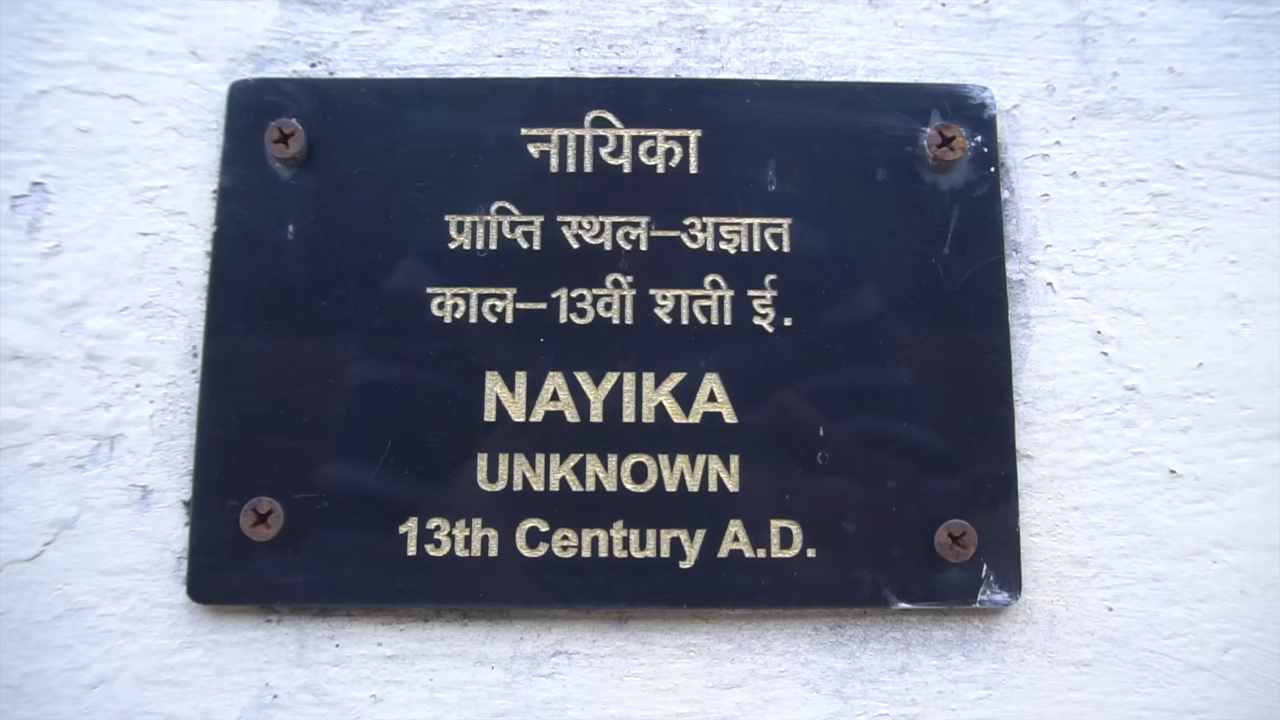 नायिका
प्राप्ति स्थल–अज्ञात
काल–13वीं शती ई.
NAYIKA
UNKNOWN
13th Century A.D.